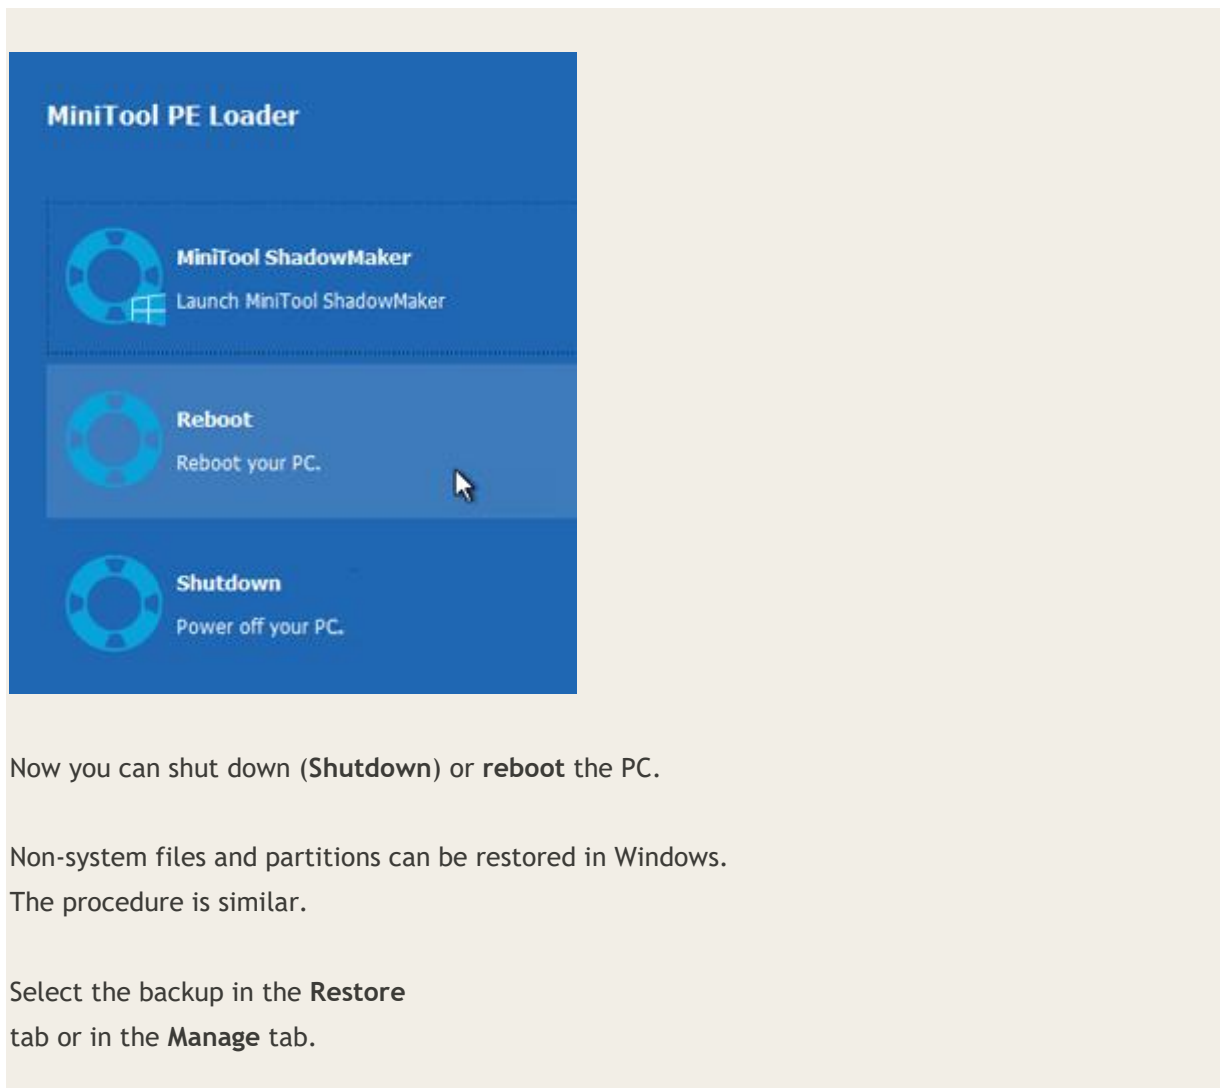 MiniTool PE Loader
MiniTool ShadowMaker
Launch MiniTool ShadowMaker
Reboot
Reboot your PC.
Shutdown
Power off your PC.
Now you can shut down (Shutdown) or reboot the PC.
Non-system files and partitions can be restored in Windows.
The procedure is similar.
Select the backup in the Restore
tab or in the Manage tab.